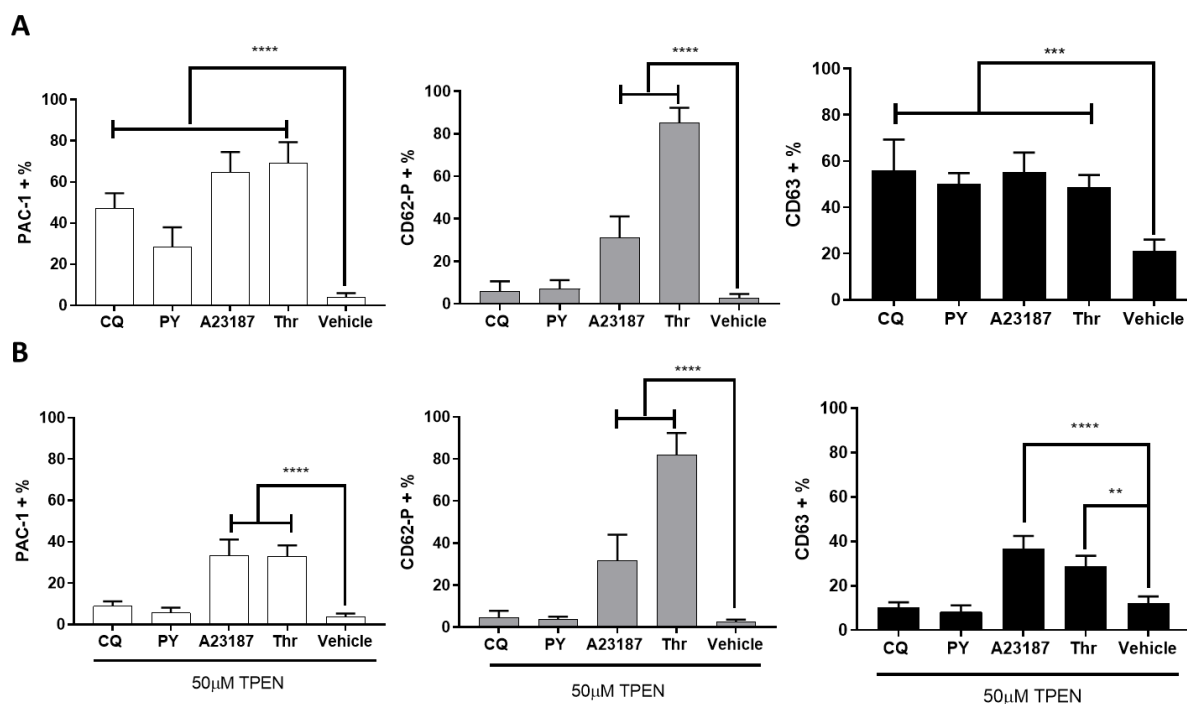 A
****
PAC-1 + %
100
80
60
40
20
0
CQ PY A23187 Thr Vehicle
****
CD62-P + %
100
80
60
40
20
0
CQ PY A23187 Thr Vehicle
***
CD63 + %
100
80
60
40
20
0
CQ PY A23187 Thr Vehicle
B
****
PAC-1 + %
100
80
60
40
20
0
CQ PY A23187 Thr Vehicle
50μM TPEN
****
CD62-P + %
100
80
60
40
20
0
CQ PY A23187 Thr Vehicle
50μM TPEN
****
**
CD63 + %
100
80
60
40
20
0
CQ PY A23187 Thr Vehicle
50μM TPEN